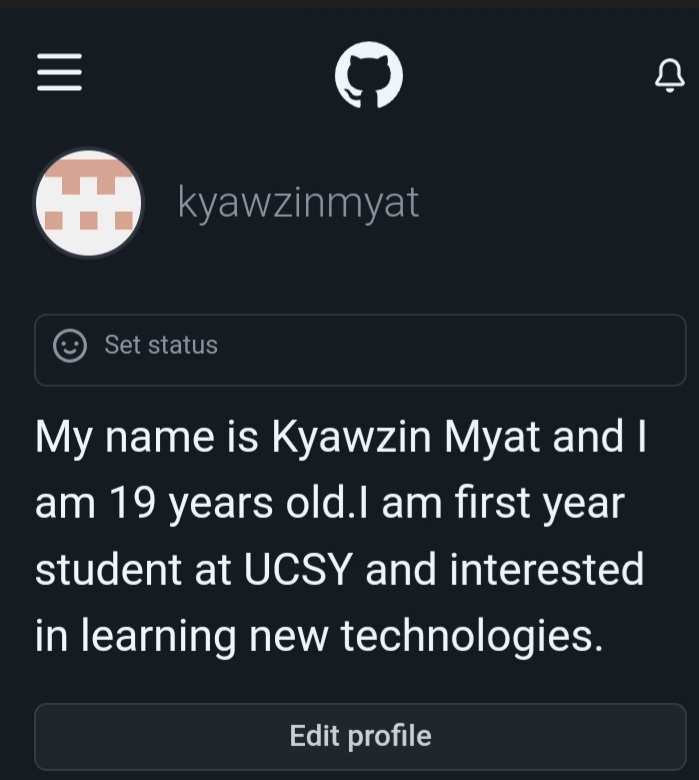 kyawzinmyat
Set status
My name is Kyawzin Myat and I
am 19 years old.I am first year
student at UCSY and interested
in learning new technologies.
Edit profile